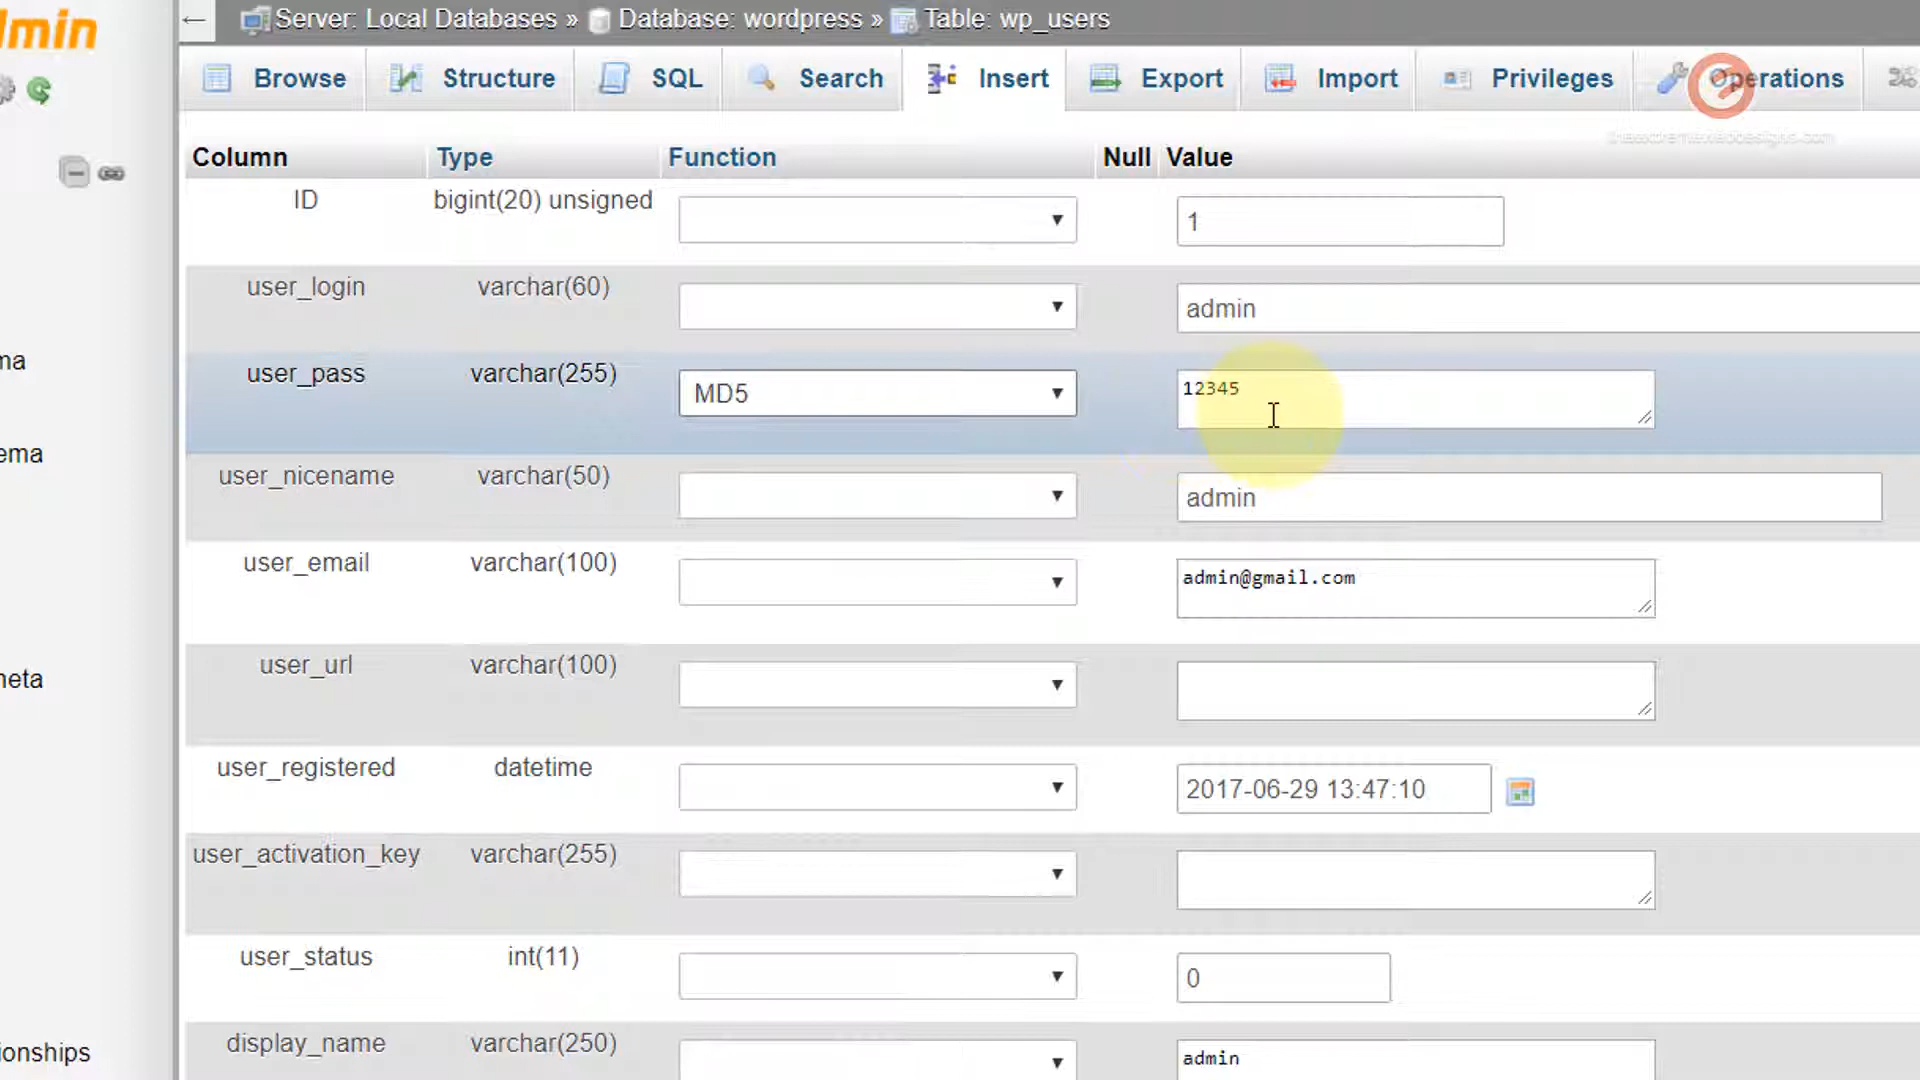 lmin
← Server: Local Databases » Database: wordpress » Table: wp_users
Browse Structure SQL Search Insert Export Import Privileges Operations
Column Type Function Null Value
ID bigint(20) unsigned 1
user_login varchar(60) admin
user_pass varchar(255) MD5 12345
user_nicename varchar(50) admin
user_email varchar(100) admin@gmail.com
user_url varchar(100)
user_registered datetime 2017-06-29 13:47:10
user_activation_key varchar(255)
user_status int(11) 0
display_name varchar(250) admin
ma
ema
neta
ionships